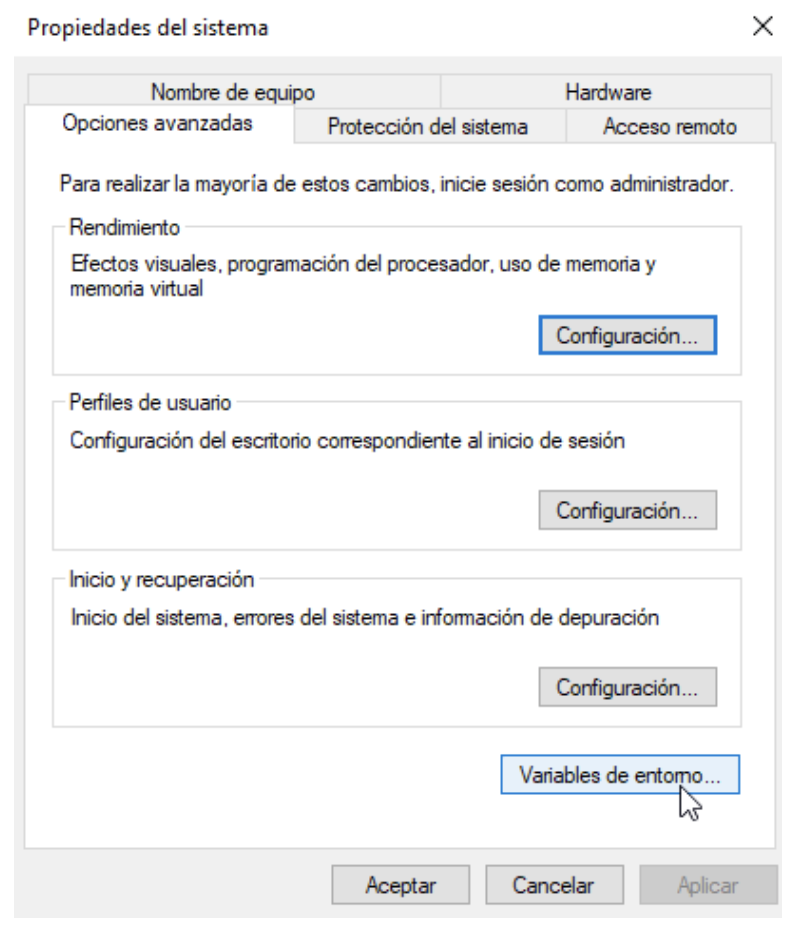 Propiedades del sistema
Nombre de equipo
Hardware
Opciones avanzadas
Protección del sistema
Acceso remoto
Para realizar la mayoría de estos cambios, inicie sesión como administrador.
Rendimiento
Efectos visuales, programación del procesador, uso de memoria y
memoria virtual
Configuración...
Perfiles de usuario
Configuración del escritorio correspondiente al inicio de sesión
Configuración...
Inicio y recuperación
Inicio del sistema, errores del sistema e información de depuración
Configuración...
Variables de entorno...
Aceptar
Cancelar
Aplicar